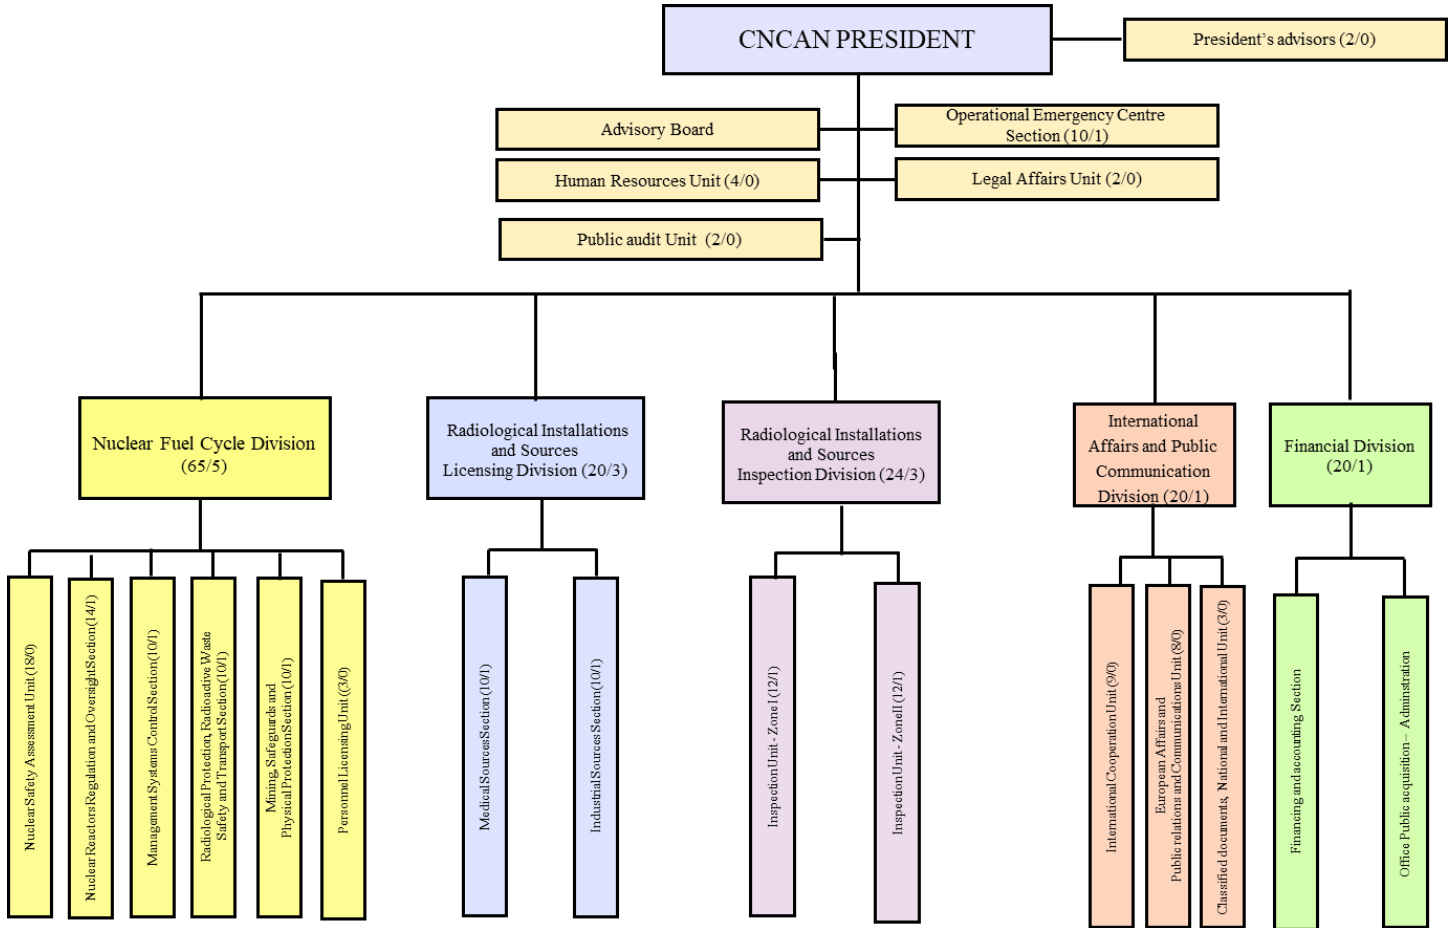 CNCAN PRESIDENT
President’s advisors (2/0)
Advisory Board
Operational Emergency Centre
Section (10/1)
Human Resources Unit (4/0)
Legal Affairs Unit (2/0)
Public audit Unit (2/0)
Nuclear Fuel Cycle Division
(65/5)
Radiological Installations
and Sources
Licensing Division (20/3)
Radiological Installations
and Sources
Inspection Division (24/3)
International
Affairs and Public
Communication
Division (20/1)
Financial Division
(20/1)
Nuclear Safety Assessment Unit (18/0)
Nuclear Reactors Regulation and Oversight Section (14/1)
Management Systems Control Section (10/1)
Radiological Protection, Radioactive Waste
Safety and Transport Section (10/1)
Mining, Safeguards and
Physical Protection Section (10/1)
Personnel Licensing Unit ((3/0)
Medical Sources Section (10/1)
Industrial Sources Section (10/1)
Inspection Unit - Zone I (12/1)
Inspection Unit - Zone II (12/1)
International Cooperation Unit (9/0)
European Affairs and
Public relations and Communications Unit (8/0)
Classified documents, National and International Unit (3/0)
Financing and accounting Section
Office Public acquisition – Adminstration